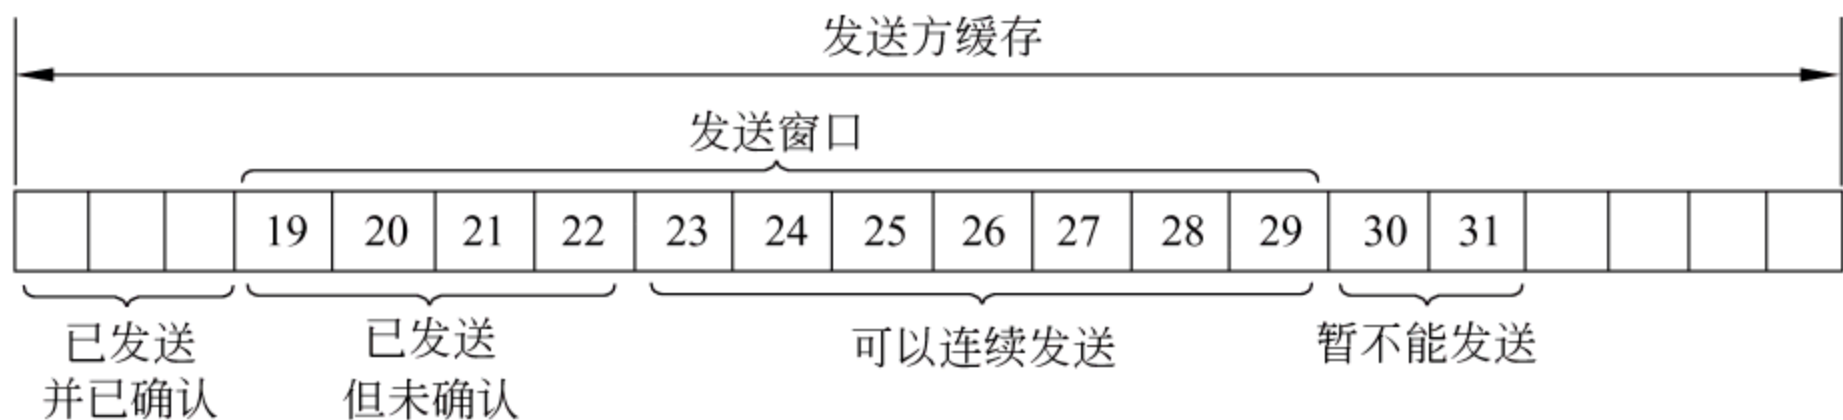 发送方缓存
发送窗口
19 20 21 22 23 24 25 26 27 28 29 30 31
已发送
并已确认
已发送
但未确认
可以连续发送
暂不能发送